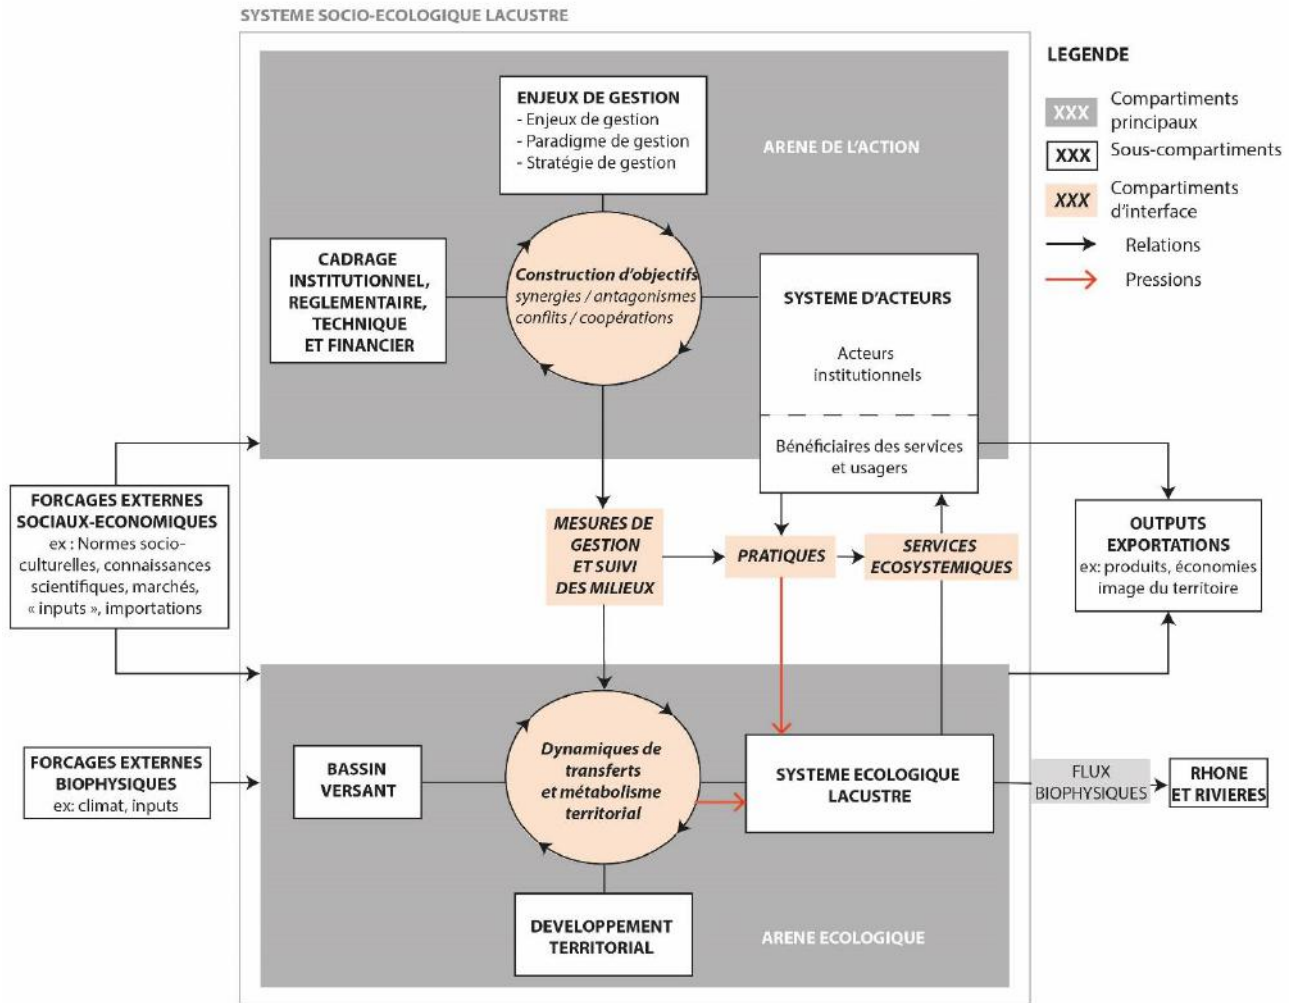 SYSTEME SOCIO-ECOLOGIQUE LACUSTRE
LEGENDE
XXX
Compartiments
principaux
XXX
Sous-compartiments
XXX
Compartiments
d'interface
Relations
Pressions
ENJEUX DE GESTION
- Enjeux de gestion
- Paradigme de gestion
- Stratégie de gestion
ARENE DE L'ACTION
CADRAGE
INSTITUTIONNEL,
REGLEMENTAIRE,
TECHNIQUE
ET FINANCIER
Construction d'objectifs
synergies / antagonismes
conflits / coopérations
SYSTEME D'ACTEURS
Acteurs
institutionnels
Bénéficiaires des services
et usagers
FORCAGES EXTERNES
SOCIAUX-ECONOMIQUES
ex : Normes socio-
culturelles, connaissances
scientifiques, marchés,
« inputs », importations
MESURES DE
GESTION
ET SUIVI
DES MILIEUX
PRATIQUES
SERVICES
ECOSYSTEMIQUES
OUTPUTS
EXPORTATIONS
ex: produits, économies
image du territoire
FORCAGES EXTERNES
BIOPHYSIQUES
ex: climat, inputs
BASSIN
VERSANT
Dynamiques de
transferts
et métabolisme
territorial
SYSTEME ECOLOGIQUE
LACUSTRE
FLUX
BIOPHYSIQUES
RHONE
ET RIVIERES
DEVELOPPEMENT
TERRITORIAL
ARENE ECOLOGIQUE